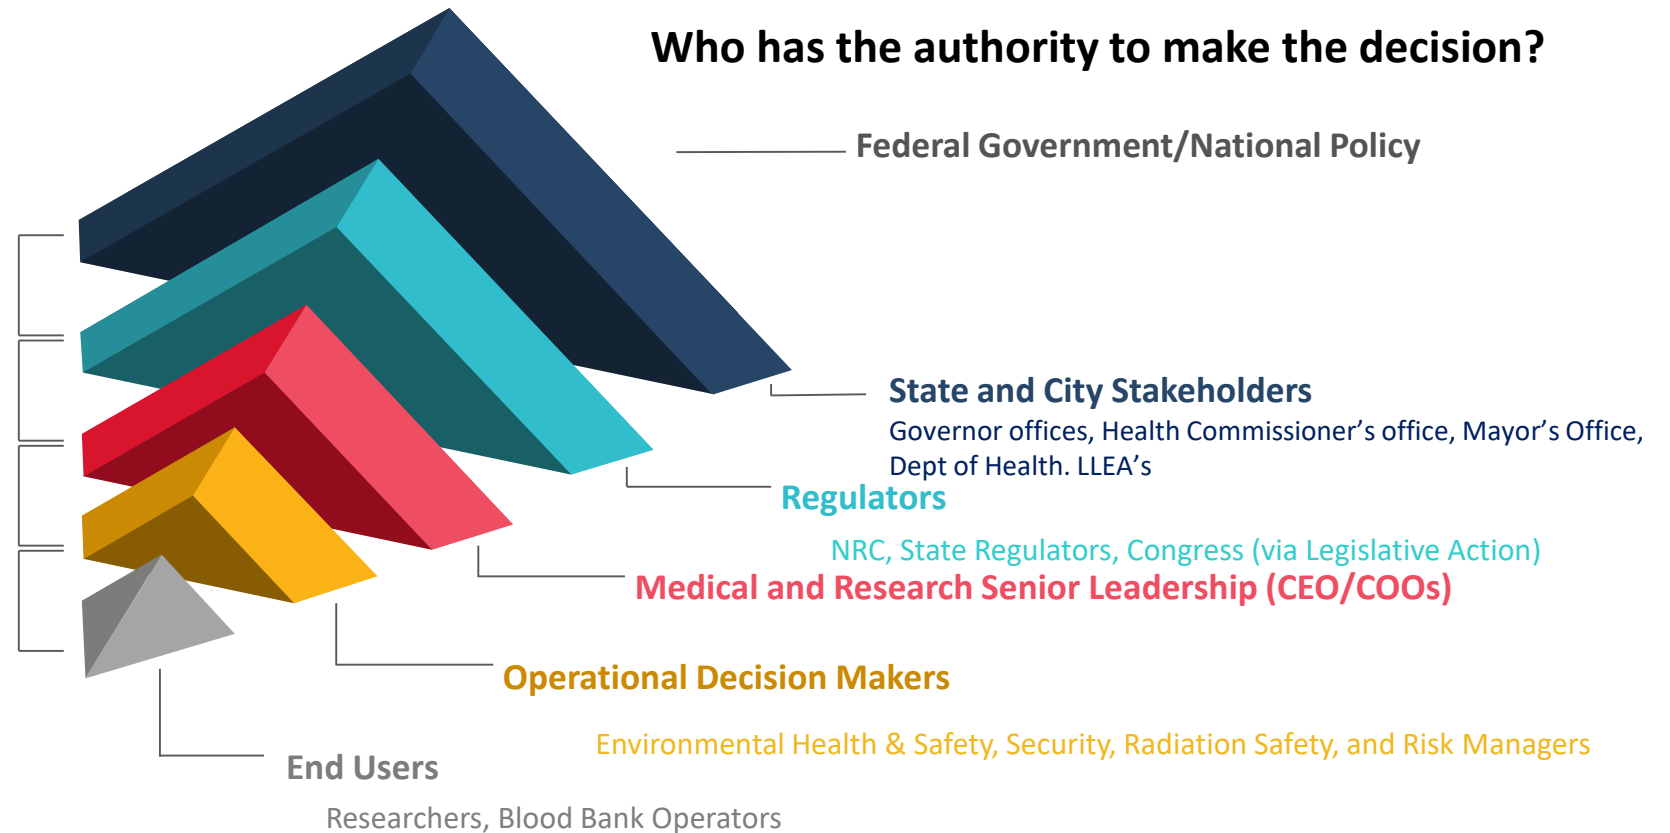 Who has the authority to make the decision?
Federal Government/National Policy
State and City Stakeholders
Governor offices, Health Commissioner’s office, Mayor’s Office,
Dept of Health. LLEA’s
Regulators
NRC, State Regulators, Congress (via Legislative Action)
Medical and Research Senior Leadership (CEO/COOs)
Operational Decision Makers
Environmental Health & Safety, Security, Radiation Safety, and Risk Managers
End Users
Researchers, Blood Bank Operators